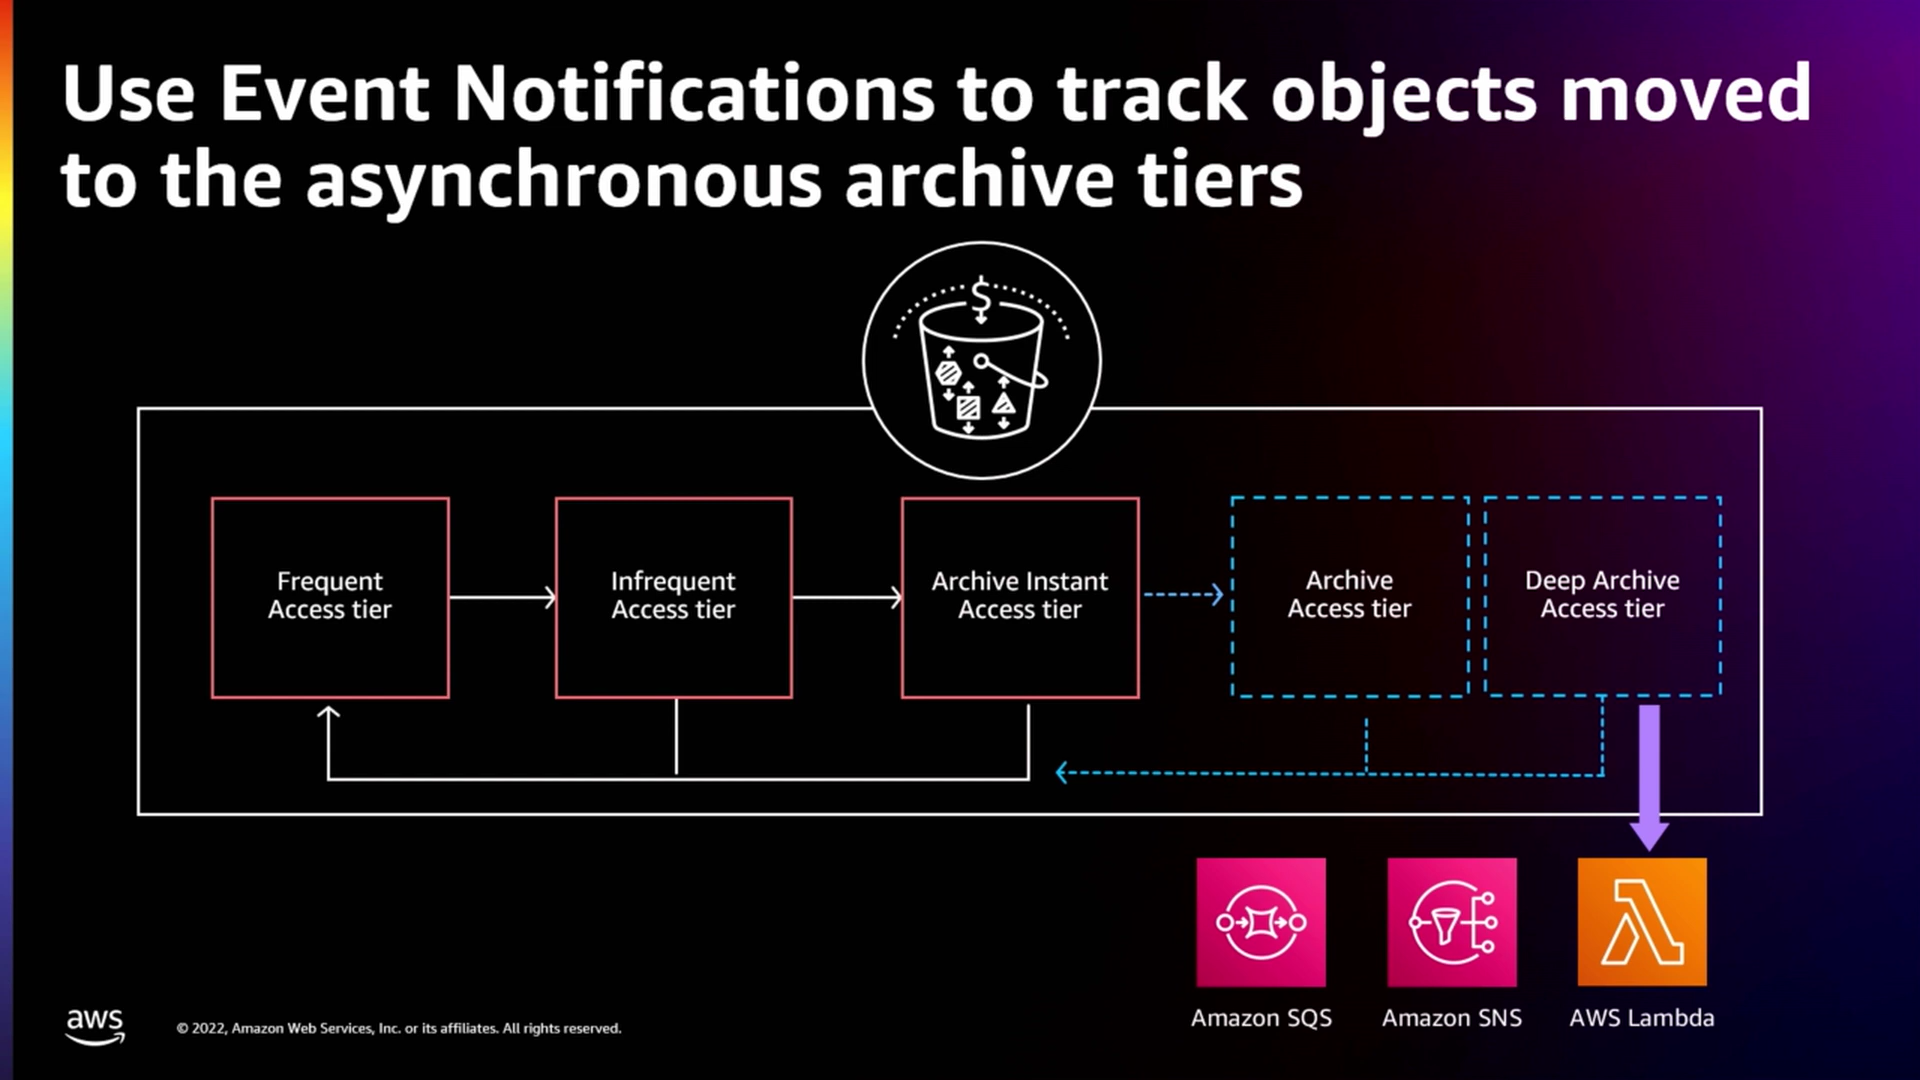 Use Event Notifications to track objects moved
to the asynchronous archive tiers
$
Frequent
Access tier
Infrequent
Access tier
Archive Instant
Access tier
Archive
Access tier
Deep Archive
Access tier
Amazon SQS
Amazon SNS
AWS Lambda
aws
© 2022, Amazon Web Services, Inc. or its affiliates. All rights reserved.